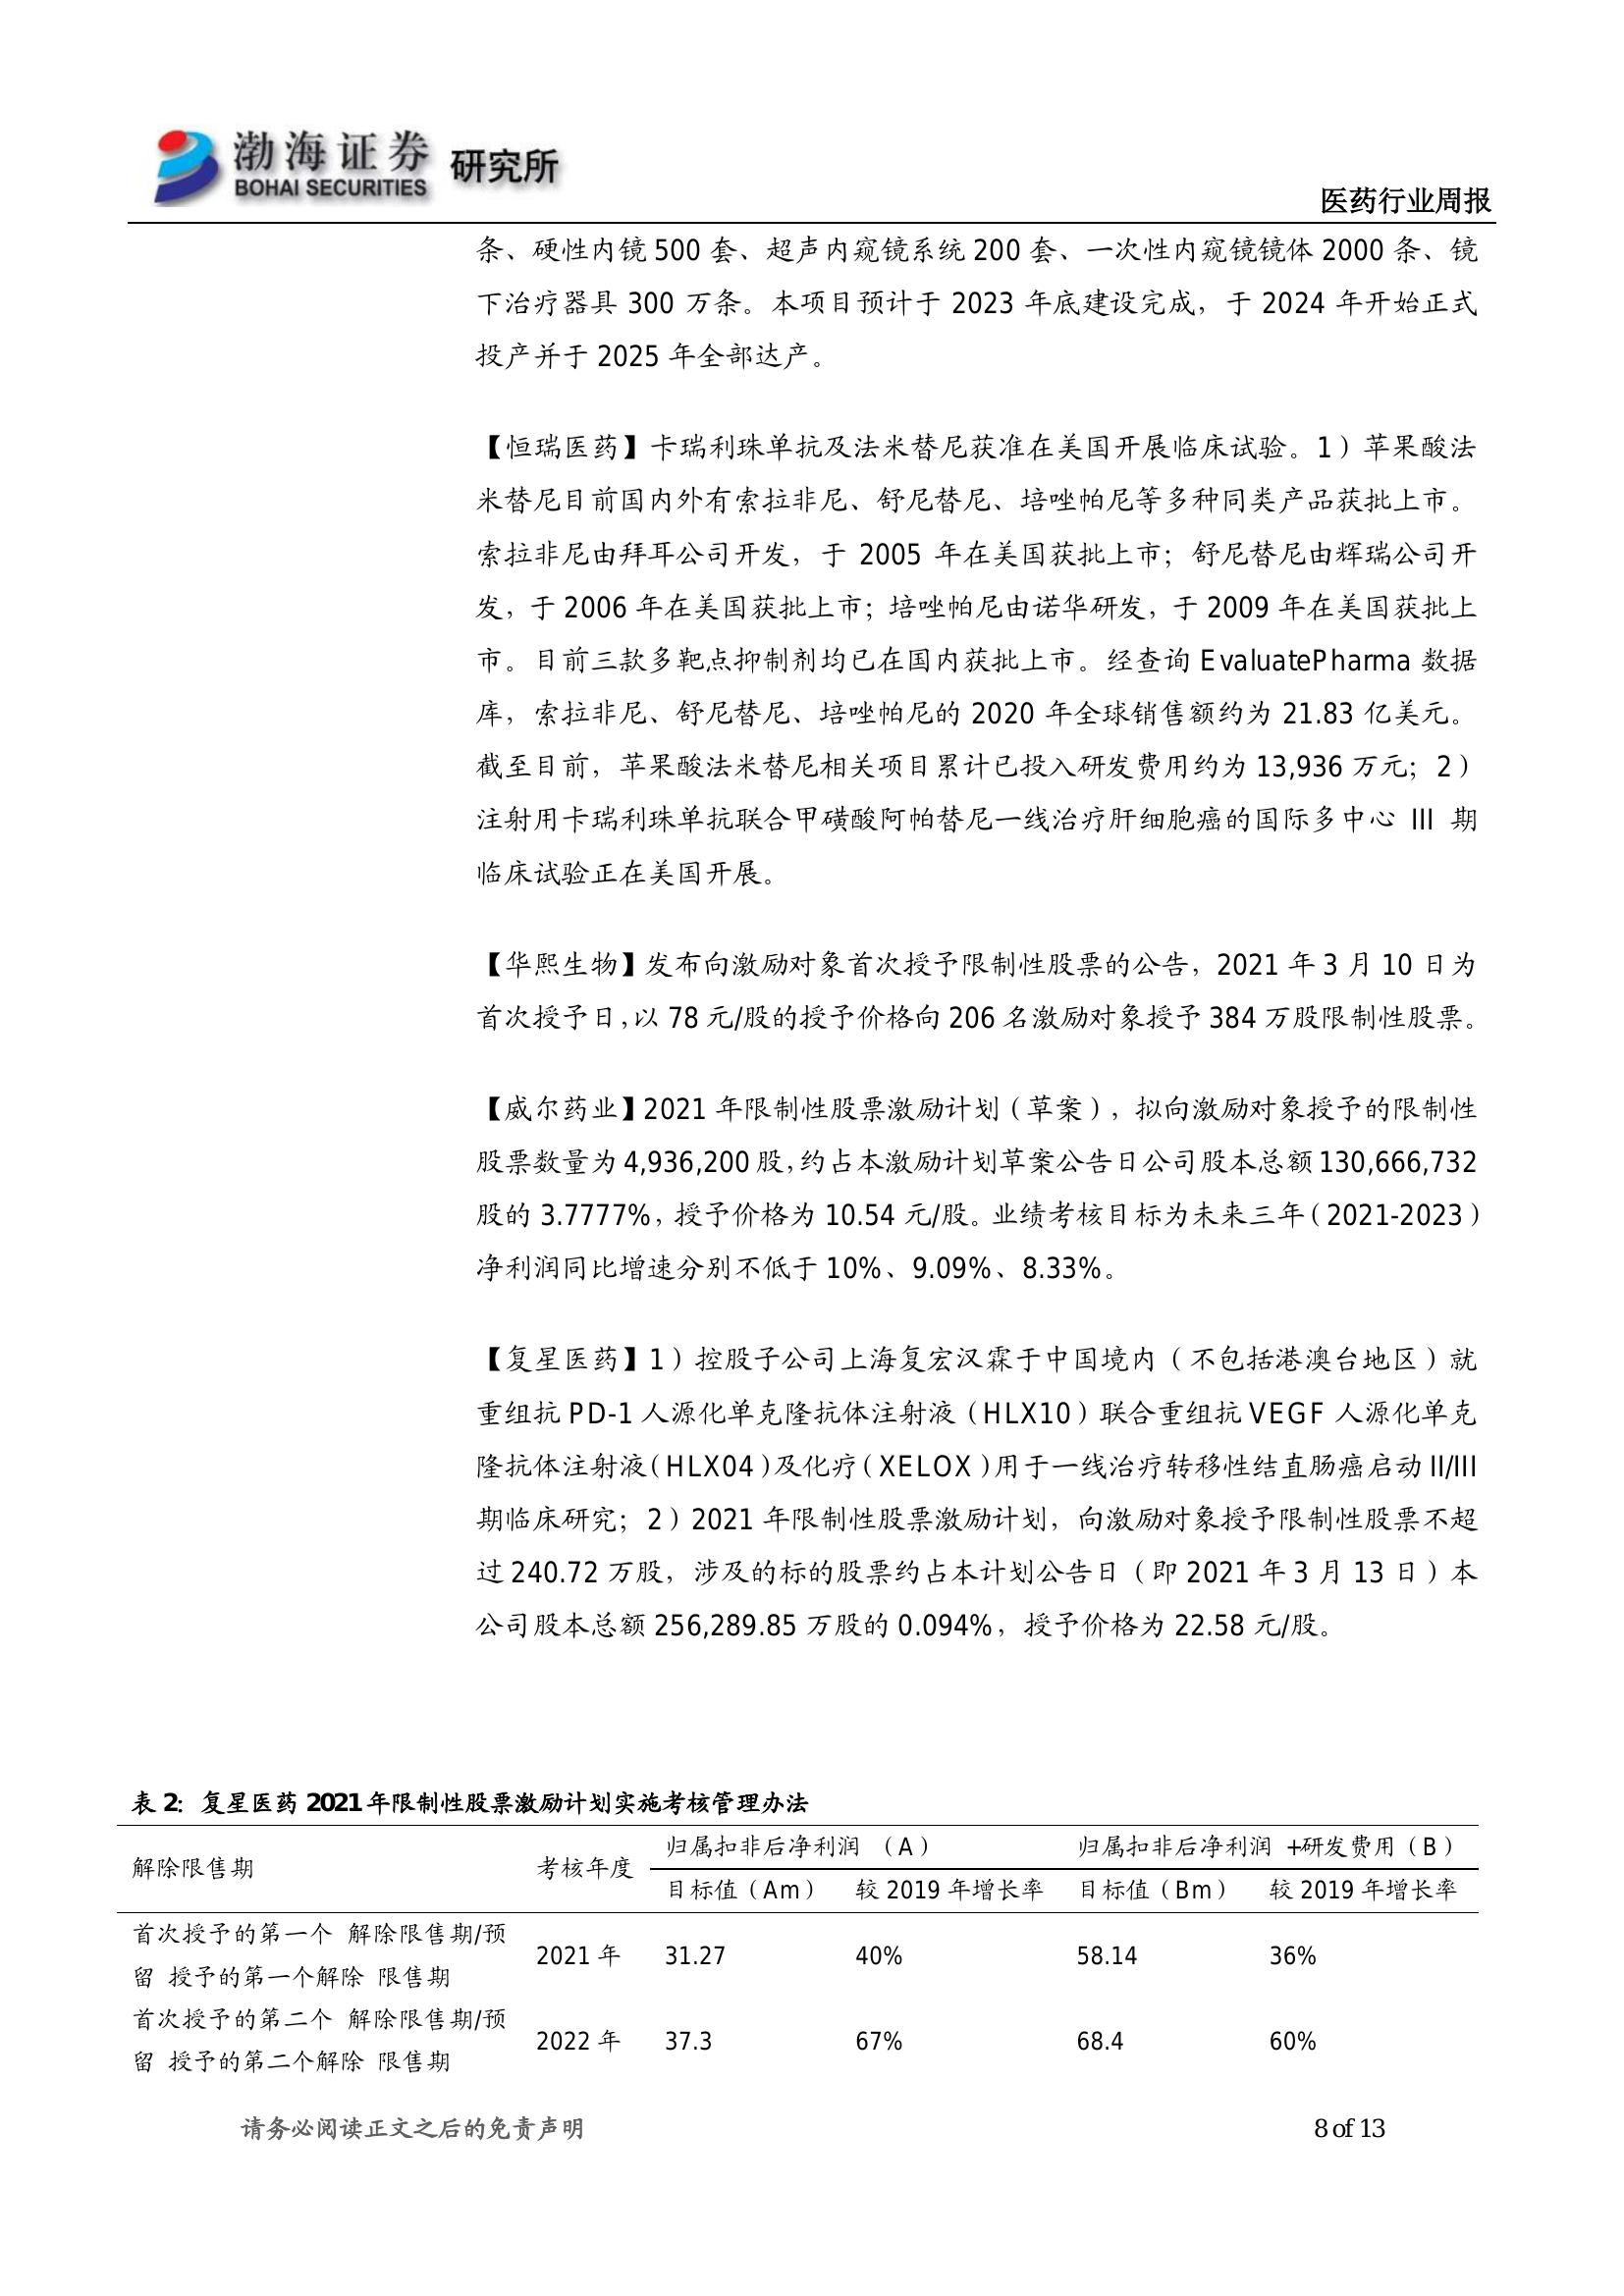 渤海证券 研究所
BOHAI SECURITIES
医药行业周报
条、硬性内镜 500 套、超声内窥镜系统 200 套、一次性内窥镜镜体 2000 条、镜
下治疗器具 300 万条。本项目预计于 2023 年底建设完成，于 2024 年开始正式
投产并于 2025 年全部达产。
【恒瑞医药】卡瑞利珠单抗及法米替尼获准在美国开展临床试验。1）苹果酸法
米替尼目前国内外有索拉非尼、舒尼替尼、培唑帕尼等多种同类产品获批上市。
索拉非尼由拜耳公司开发，于 2005 年在美国获批上市；舒尼替尼由辉瑞公司开
发，于 2006 年在美国获批上市；培唑帕尼由诺华研发，于 2009 年在美国获批上
市。目前三款多靶点抑制剂均已在国内获批上市。经查询 EvaluatePharma 数据
库，索拉非尼、舒尼替尼、培唑帕尼的 2020 年全球销售额约为 21.83 亿美元。
截至目前，苹果酸法米替尼相关项目累计已投入研发费用约为 13,936 万元；2）
注射用卡瑞利珠单抗联合甲磺酸阿帕替尼一线治疗肝细胞癌的国际多中心 III 期
临床试验正在美国开展。
【华熙生物】发布向激励对象首次授予限制性股票的公告，2021 年 3 月 10 日为
首次授予日，以 78 元/股的授予价格向 206 名激励对象授予 384 万股限制性股票。
【威尔药业】2021 年限制性股票激励计划（草案），拟向激励对象授予的限制性
股票数量为 4,936,200 股，约占本激励计划草案公告日公司股本总额 130,666,732
股的 3.7777%，授予价格为 10.54 元/股。业绩考核目标为未来三年（2021-2023）
净利润同比增速分别不低于 10%、9.09%、8.33%。
【复星医药】1）控股子公司上海复宏汉霖于中国境内（不包括港澳台地区）就
重组抗 PD-1 人源化单克隆抗体注射液（HLX10）联合重组抗 VEGF 人源化单克
隆抗体注射液（HLX04）及化疗（XELOX）用于一线治疗转移性结直肠癌启动 II/III
期临床研究；2）2021 年限制性股票激励计划，向激励对象授予限制性股票不超
过 240.72 万股，涉及的标的股票约占本计划公告日（即 2021 年 3 月 13 日）本
公司股本总额 256,289.85 万股的 0.094%，授予价格为 22.58 元/股。
表 2：复星医药 2021 年限制性股票激励计划实施考核管理办法
解除限售期 考核年度 归属扣非后净利润 （A） 归属扣非后净利润 +研发费用（B）
目标值（Am） 较 2019 年增长率 目标值（Bm） 较 2019 年增长率
首次授予的第一个 解除限售期/预
留 授予的第一个解除 限售期 2021 年 31.27 40% 58.14 36%
首次授予的第二个 解除限售期/预
留 授予的第二个解除 限售期 2022 年 37.3 67% 68.4 60%
请务必阅读正文之后的免责声明 8 of 13